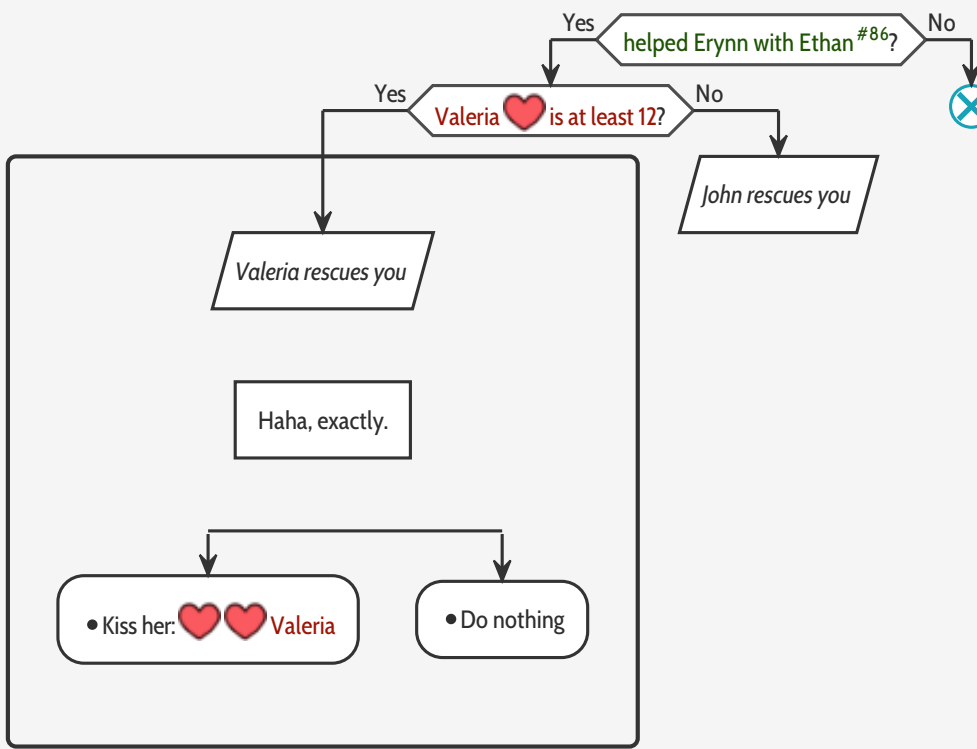 Yes
helped Erynn with Ethan #86?
No
Yes
Valeria is at least 12?
No
John rescues you
Valeria rescues you
Haha, exactly.
• Kiss her: Valeria
• Do nothing